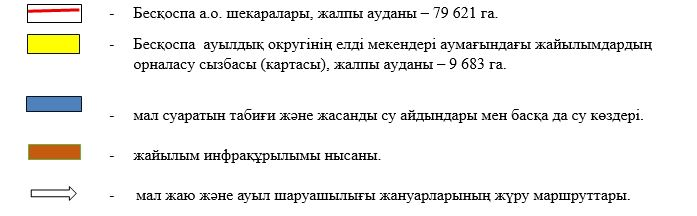 - Бесқоспа а.о. шекаралары, жалпы ауданы – 79 621 га.
- Бесқоспа ауылдық округінің елді мекендері аумағындағы жайылымдардың
орналасу сызбасы (картасы), жалпы ауданы – 9 683 га.
- мал суаратын табиғи және жасанды су айдындары мен басқа да су көздері.
- жайылым инфрақұрылымы нысаны.
- мал жаю және ауыл шаруашылығы жануарларының жүру маршруттары.